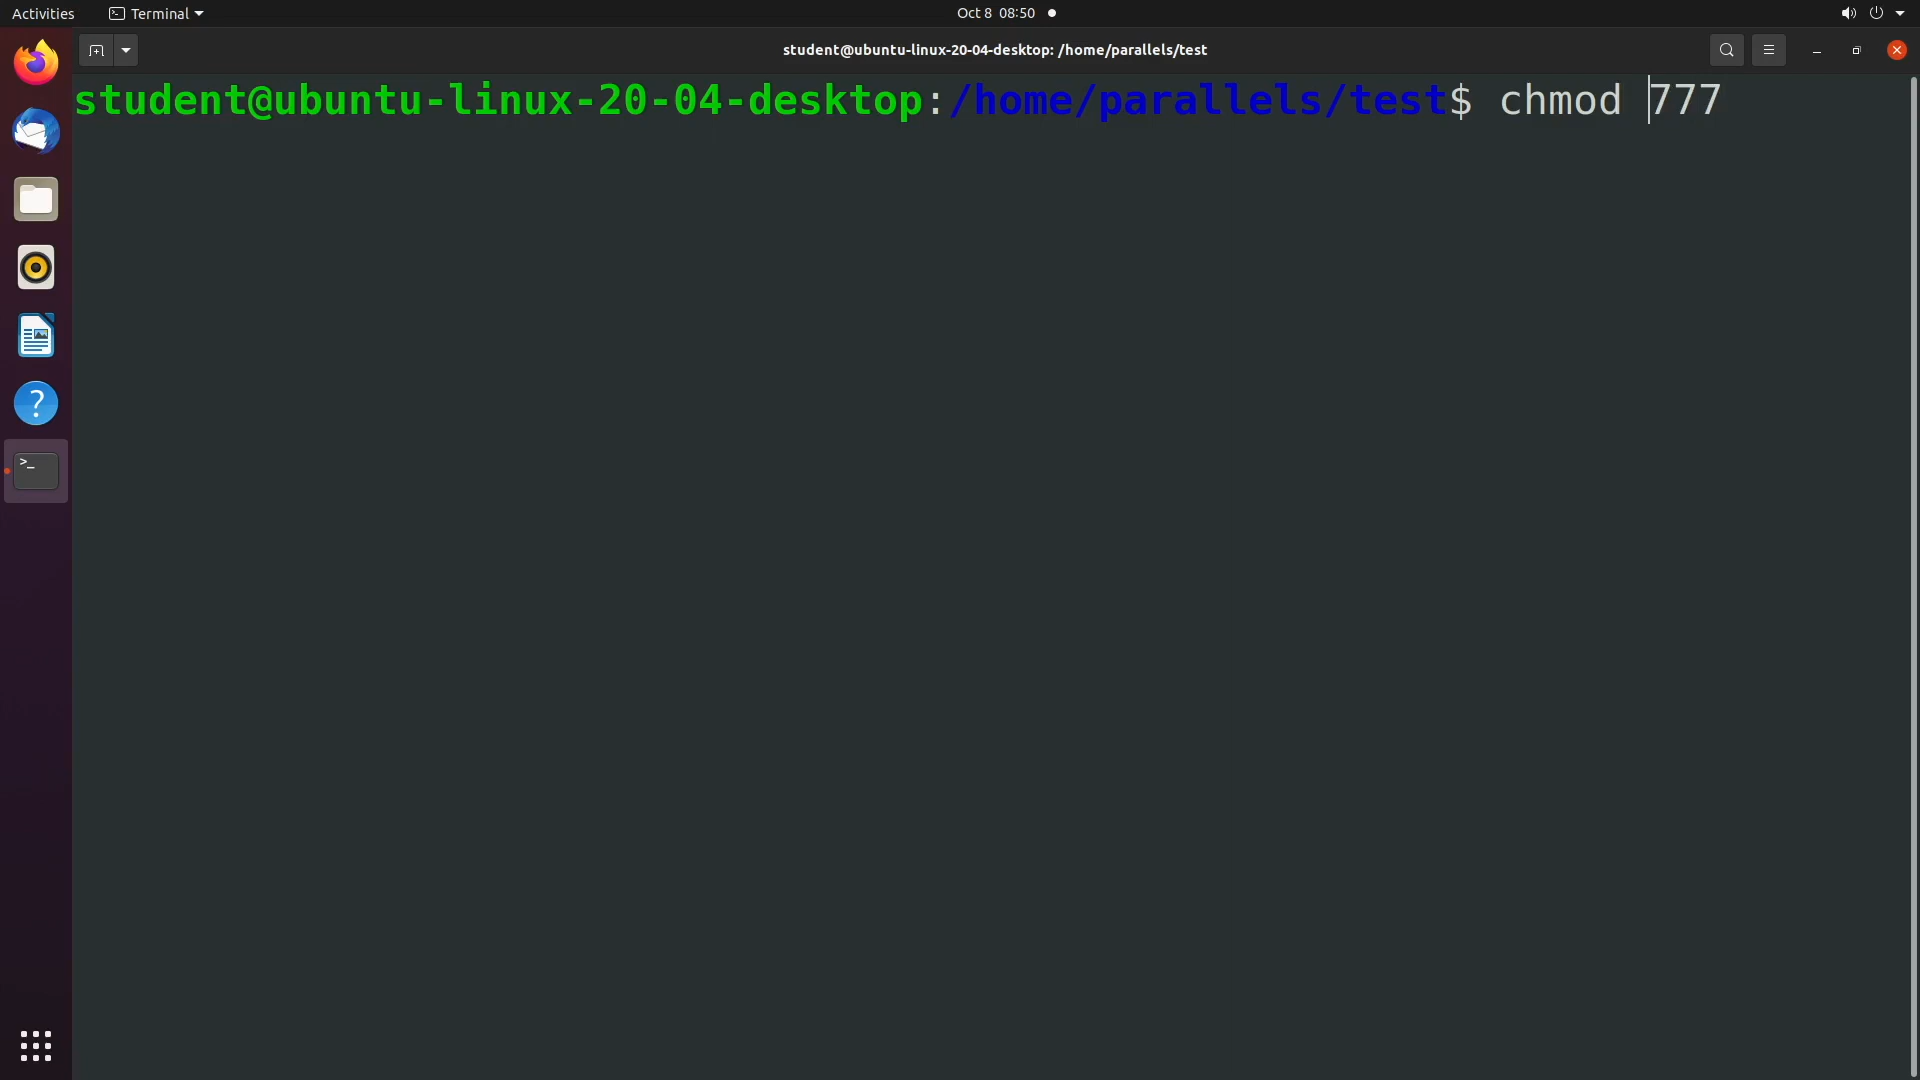 Activities
Terminal
Oct 8 08:50
student@ubuntu-linux-20-04-desktop: /home/parallels/test
student@ubuntu-linux-20-04-desktop:/home/parallels/test$ chmod 777
?
>_